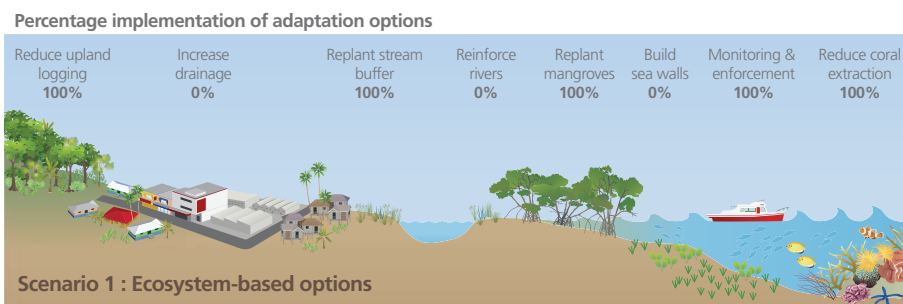 Percentage implementation of adaptation options
Reduce upland
logging
100%
Increase
drainage
0%
Replant stream
buffer
100%
Reinforce
rivers
0%
Replant
mangroves
100%
Build
sea walls
0%
Monitoring &
enforcement
100%
Reduce coral
extraction
100%
Scenario 1 : Ecosystem-based options